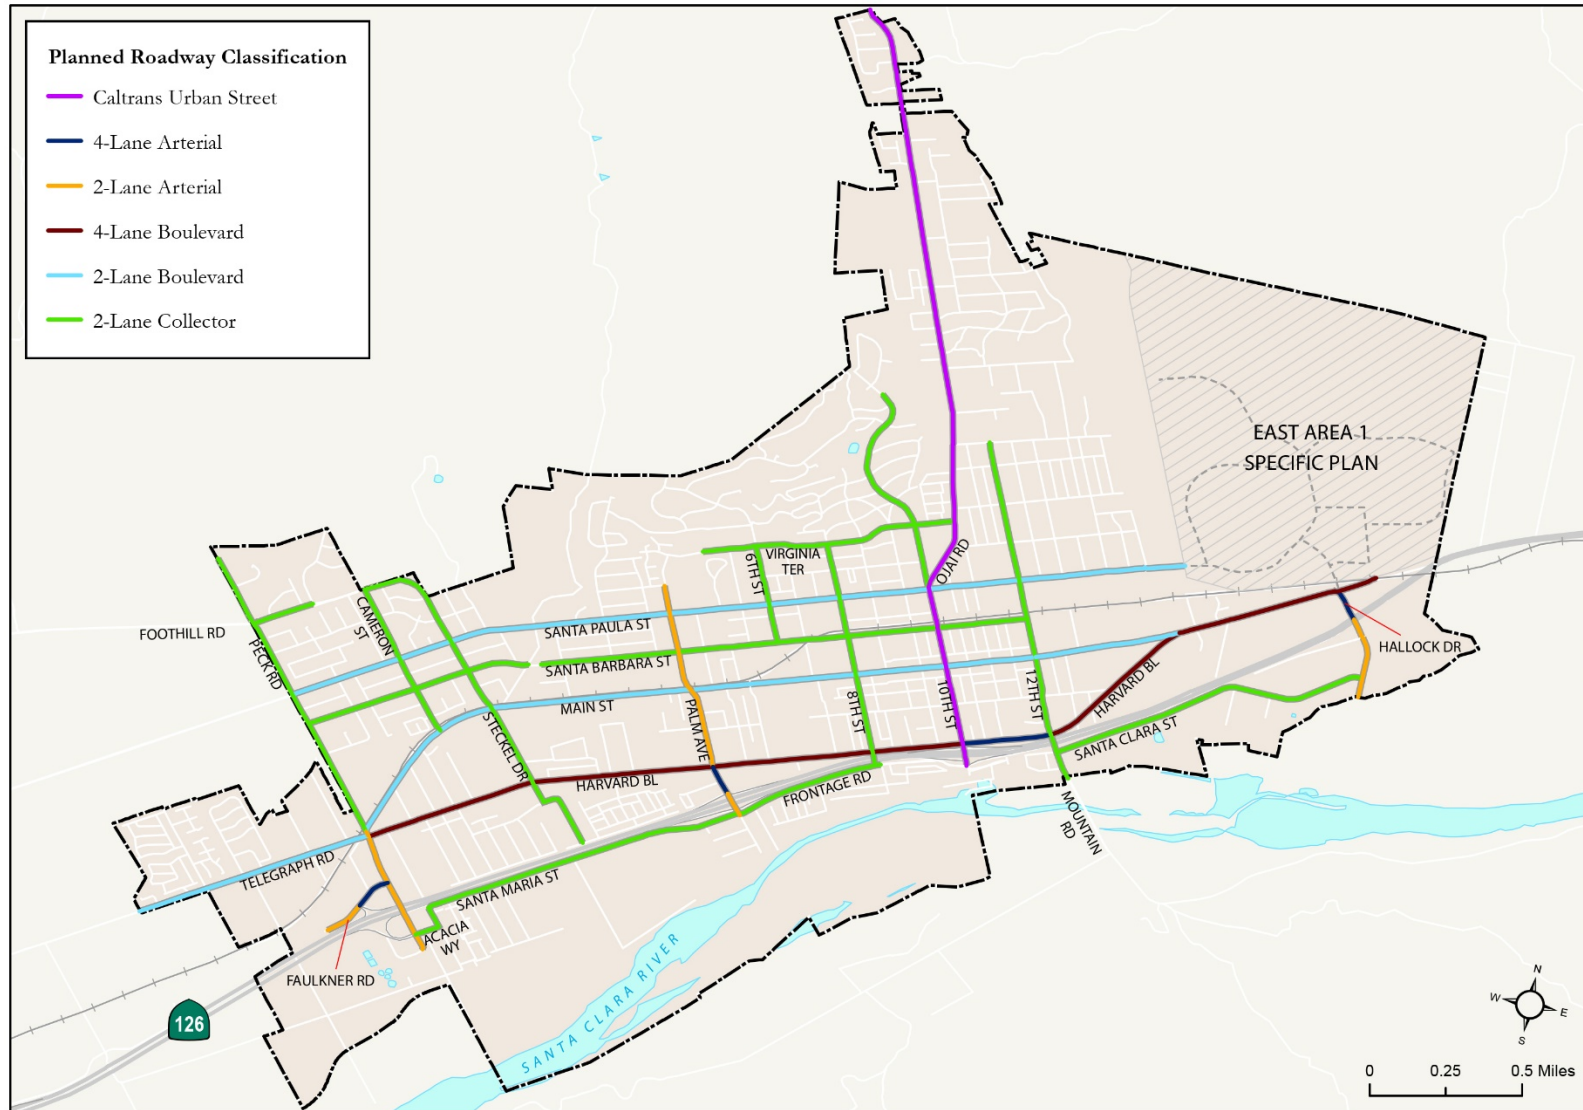 Planned Roadway Classification
Caltrans Urban Street
4-Lane Arterial
2-Lane Arterial
4-Lane Boulevard
2-Lane Boulevard
2-Lane Collector
EAST AREA 1
SPECIFIC PLAN
VIRGINIA
TER
6TH ST
OJAI RD
FOOTHILL RD
PECK RD
CAMERON
ST
SANTA PAULA ST
SANTA BARBARA ST
MAIN ST
STECKEL DR
PALM AVE
8TH ST
10TH ST
12TH ST
HARVARD BL
HALLOCK DR
SANTA CLARA ST
HARVARD BL
FRONTAGE RD
MOUNTAIN
RD
TELEGRAPH RD
SANTA MARIA ST
ACACIA
WY
FAULKNER RD
SANTA CLARA RIVER
126
N
W
E
S
0
0.25
0.5 Miles